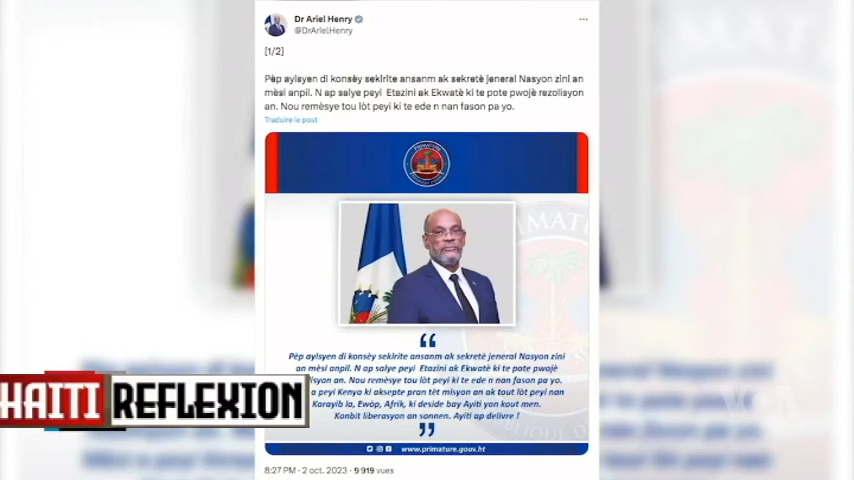 Dr Ariel Henry
@DrArielHenry
[1/2]
Pèp ayisyen di konsèy sekirite ansanm ak sekretè jeneral Nasyon zini an
mèsi anpil. N ap salye peyi Etazini ak Ekwatè ki te pote pwojè rezolisyon
an. Nou remèsye tou lòt peyi ki te ede n nan fason pa yo.
Traduire le post
PRIMATURE
“
Pèp ayisyen di konsèy sekirite ansanm ak sekretè jeneral Nasyon zini
an mèsi anpil. N ap salye peyi Etazini ak Ekwatè ki te pote pwojè
an. Nou remèsye tou lòt peyi ki te ede n nan fason pa yo.
a peyi Kenya ki aksepte pran tèt misyon an ak tout lòt peyi nan
Karayib la, Ewòp, Afrik, ki deside bay Ayiti yon kout men.
Konbit liberasyon an sonnen. Ayiti ap delivre !
”
www.primature.gouv.ht
8:27 PM - 2 oct. 2023 - 9 919 vues
HAITI REFLEXION
VOA